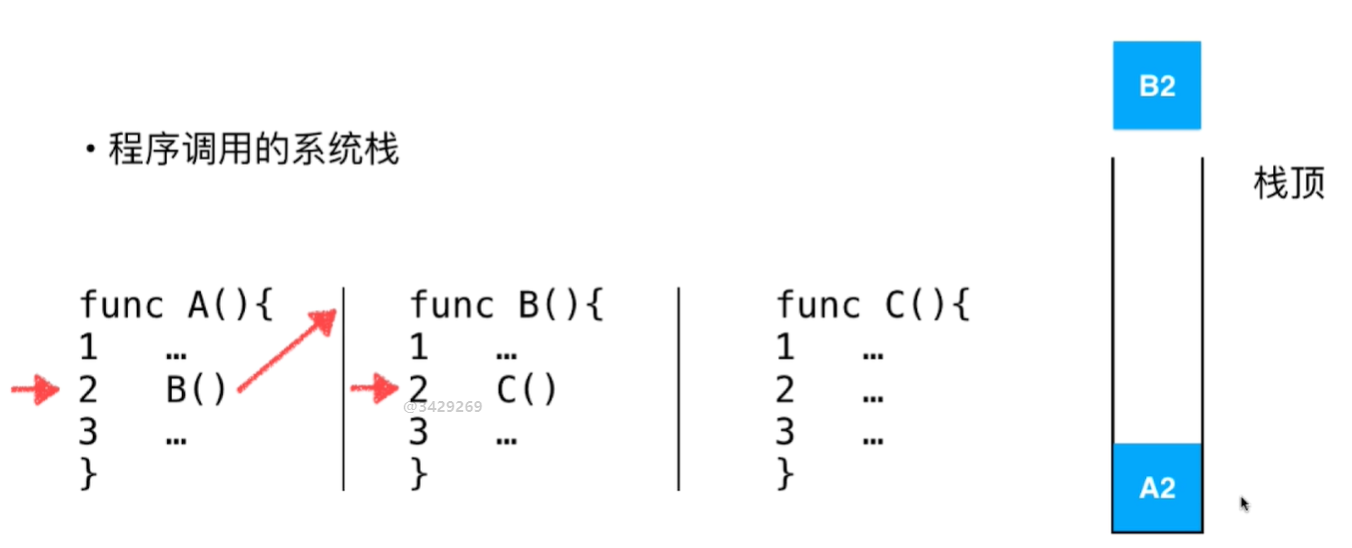 • 程序调用的系统栈
func A(){
1 …
2 B()
3 …
}
func B(){
1 …
2 C()
3 …
}
func C(){
1 …
2 …
3 …
}
@3429269
B2
栈顶
A2